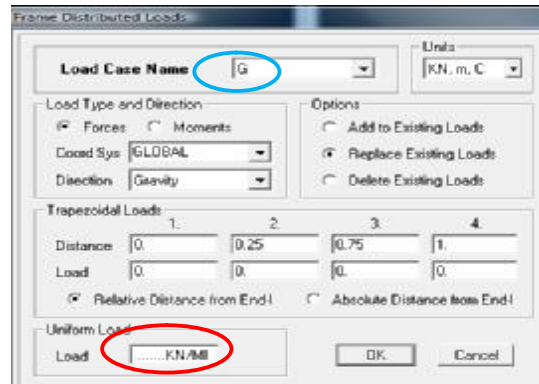 Frame Distributed Loads
Units
Load Case Name G KN, m, C
Load Type and Direction Options
Forces Moments Add to Existing Loads
Coord Sys GLOBAL Replace Existing Loads
Direction Gravity Delete Existing Loads
Trapezoidal Loads
1. 2. 3. 4.
Distance 0. 0.25 0.75 1.
Load 0. 0. 0. 0.
Relative Distance from End-I Absolute Distance from End-I
Uniform Load
Load .......KN/Ml OK Cancel